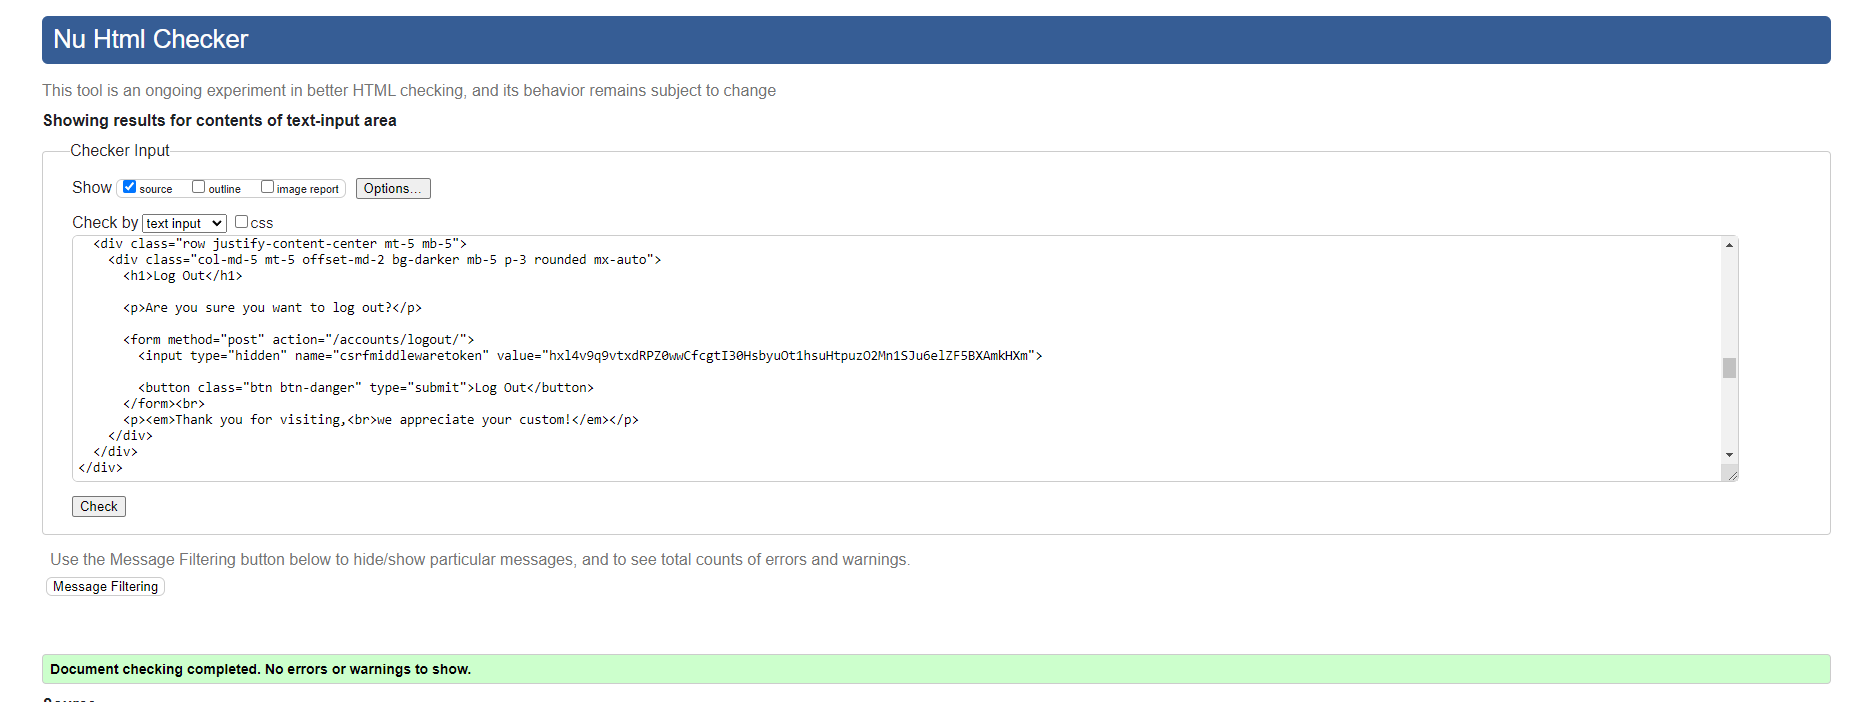 Nu Html Checker
This tool is an ongoing experiment in better HTML checking, and its behavior remains subject to change
Showing results for contents of text-input area
Checker Input
Show source outline image report Options...
Check by text input css
<div class="row justify-content-center mt-5 mb-5">
<div class="col-md-5 mt-5 offset-md-2 bg-darker mb-5 p-3 rounded mx-auto">
<h1>Log Out</h1>
<p>Are you sure you want to log out?</p>
<form method="post" action="/accounts/logout/">
<input type="hidden" name="csrfmiddlewaretoken" value="hxl4v9q9vtxdRPZ0wwCfcgtI30HsbyuOt1hsuHtpuzO2Mn1SJu6elZF5BXAmkHXm">
<button class="btn btn-danger" type="submit">Log Out</button>
</form><br>
<p><em>Thank you for visiting,<br>we appreciate your custom!</em></p>
</div>
</div>
</div>
Check
Use the Message Filtering button below to hide/show particular messages, and to see total counts of errors and warnings.
Message Filtering
Document checking completed. No errors or warnings to show.